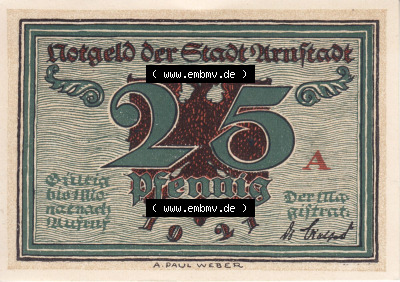 Notgeld der Stadt Arnstadt
( www.embmv.de )
25
A
Pfennig
Gültig
bis 1 Mo
nat nach
Aufruf
Der Ma
gistrat:
( www.embmv.de )
1921
A. PAUL WEBER